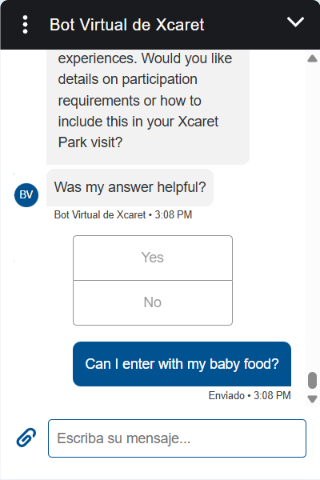 Bot Virtual de Xcaret
experiences. Would you like
details on participation
requirements or how to
include this in your Xcaret
Park visit?
Was my answer helpful?
BV
Bot Virtual de Xcaret • 3:08 PM
Yes
No
Can I enter with my baby food?
Enviado • 3:08 PM
Escriba su mensaje...